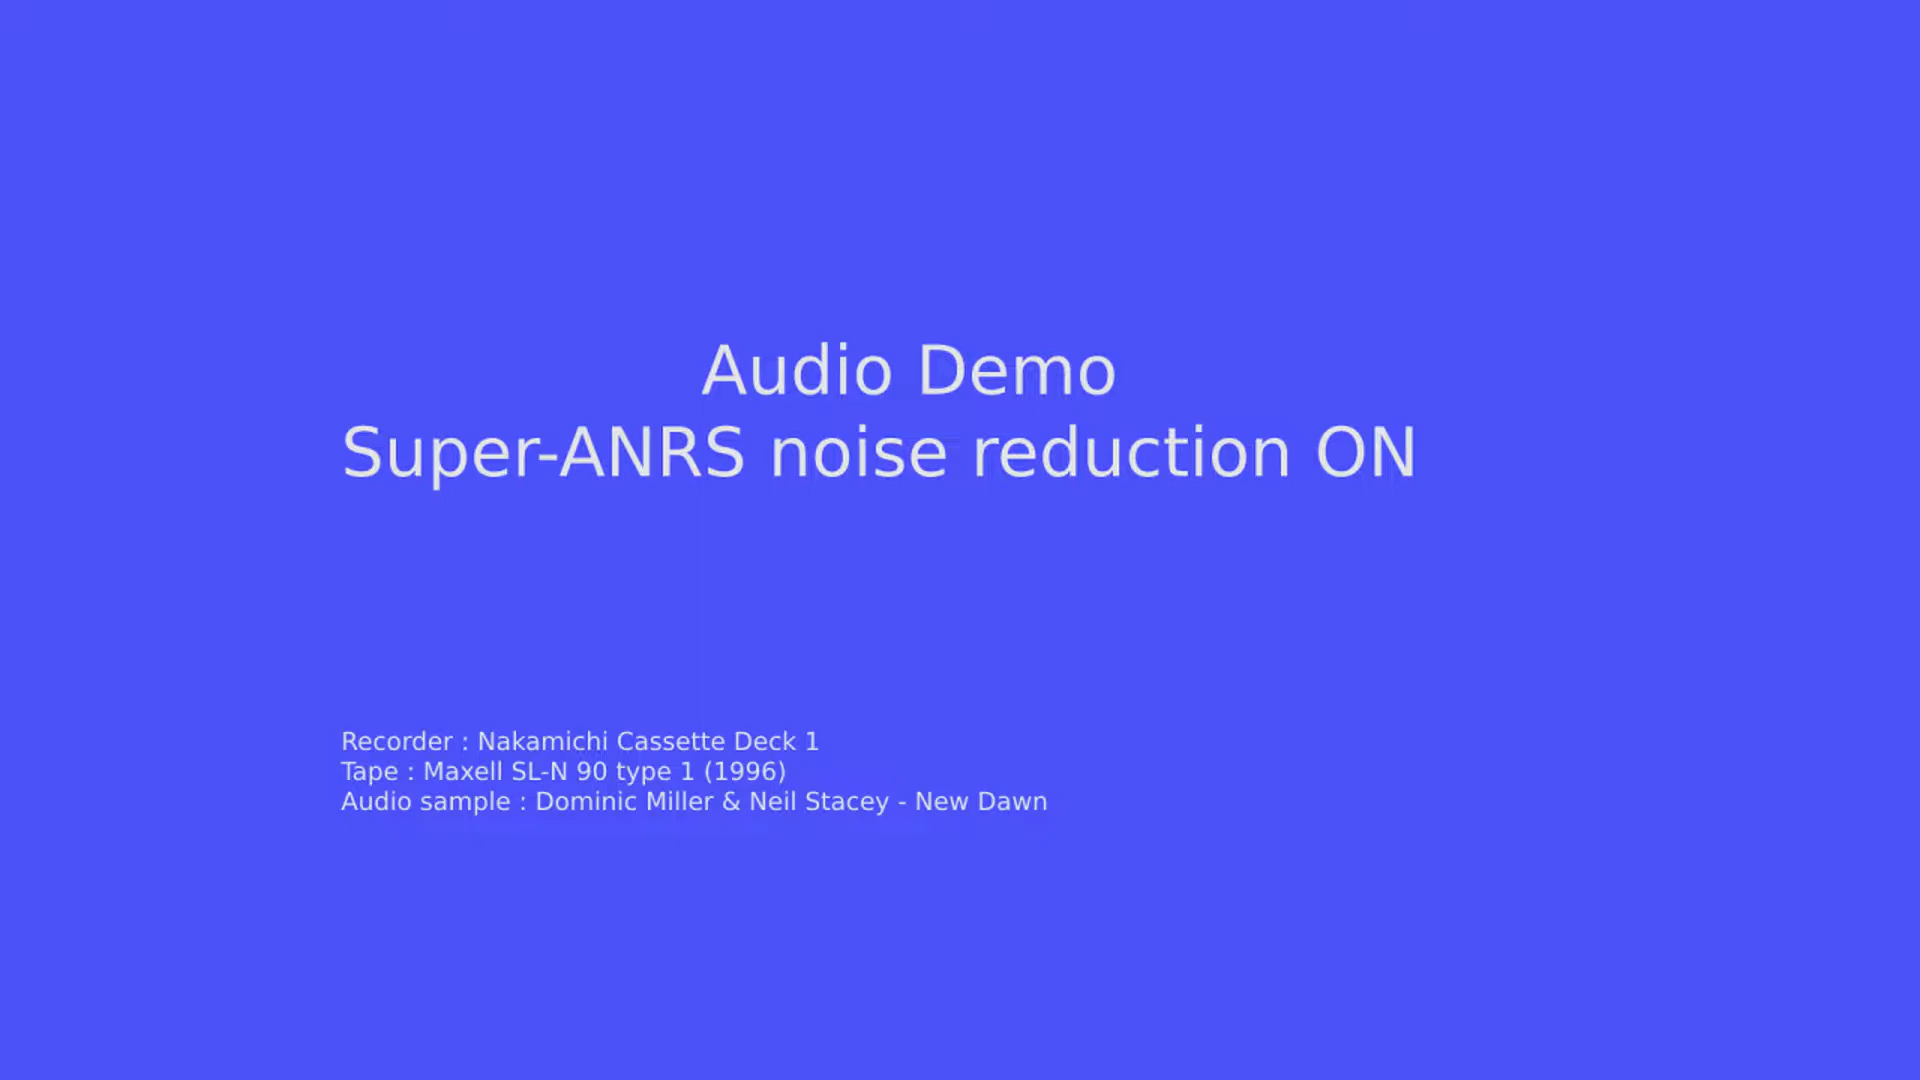 Audio Demo
Super-ANRS noise reduction ON
Recorder : Nakamichi Cassette Deck 1
Tape : Maxell SL-N 90 type 1 (1996)
Audio sample : Dominic Miller & Neil Stacey - New Dawn